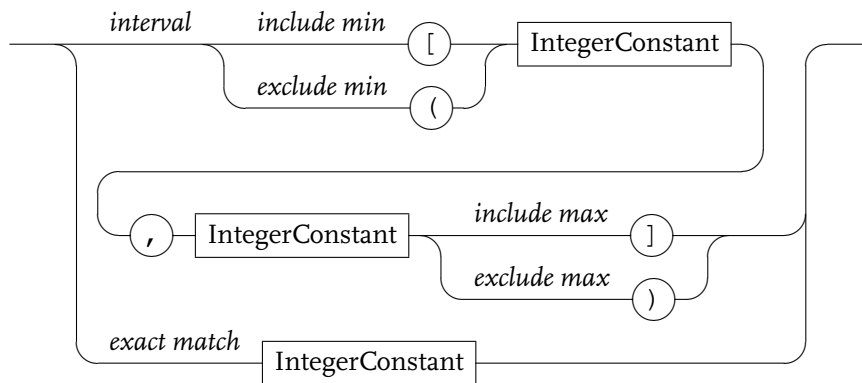 interval include min [ IntegerConstant
exclude min (
, IntegerConstant include max ]
exclude max )
exact match IntegerConstant